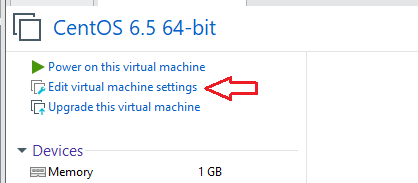 CentOS 6.5 64-bit
Power on this virtual machine
Edit virtual machine settings
Upgrade this virtual machine
Devices
Memory 1 GB